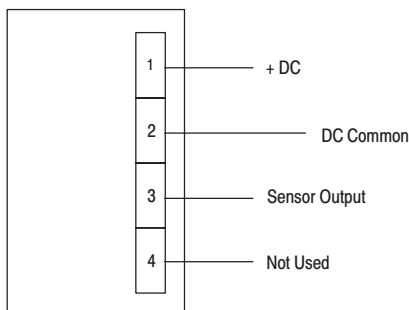 1 + DC
2 DC Common
3 Sensor Output
4 Not Used